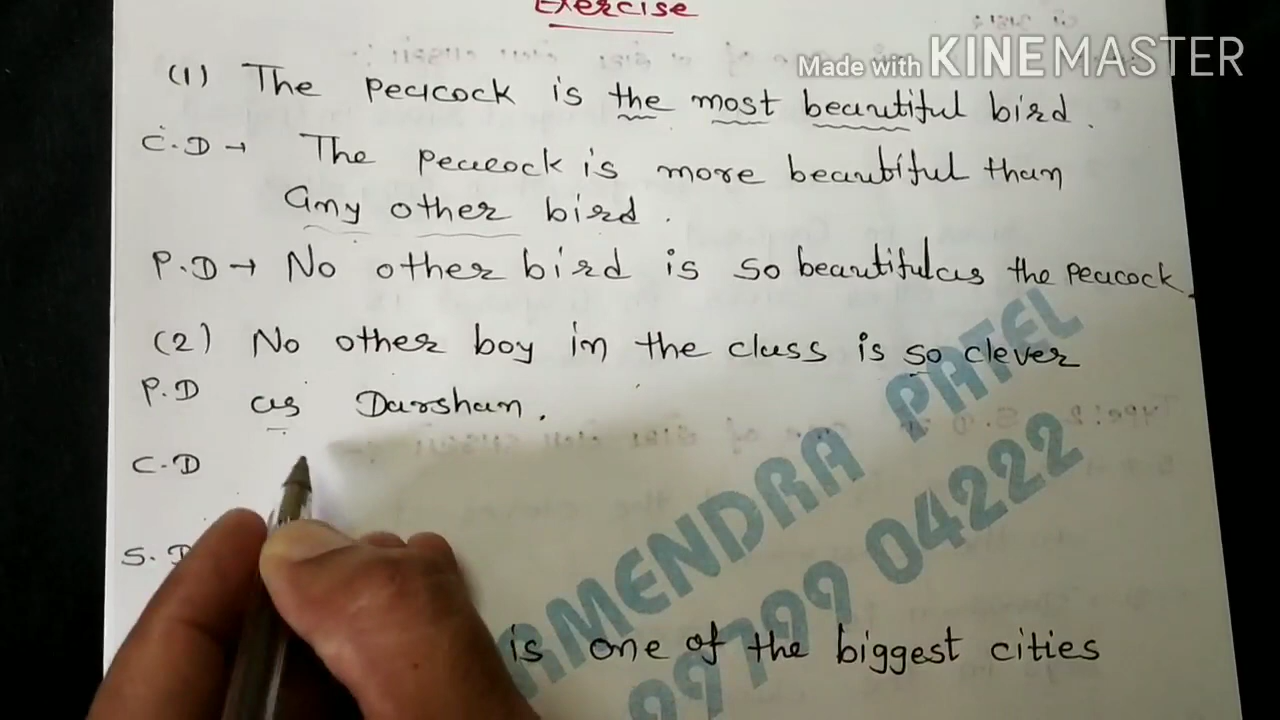 Exercise
Made with KINEMASTER
(1) The Peacock is the most beautiful bird.
C.D → The Peacock is more beautiful than
any other bird.
P.D → No other bird is so beautiful as the Peacock.
(2) No other boy in the class is so clever
P.D as Darshan.
C.D
S.D
is one of the biggest cities
ARMENDRA PATEL
99799 04222